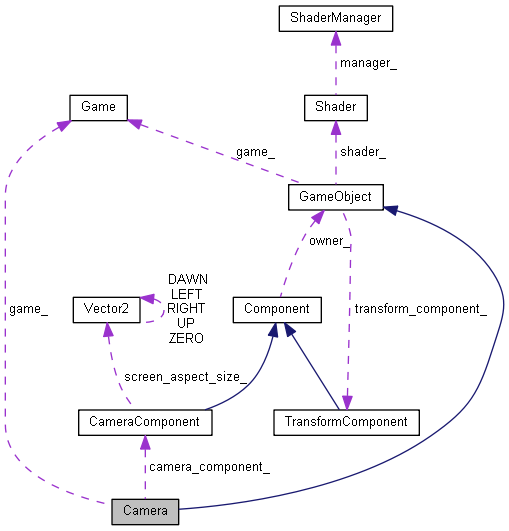 ShaderManager
manager_
Game
Shader
game_
shader_
GameObject
owner_
DAWN
LEFT
RIGHT
UP
ZERO
game_
Vector2
Component
transform_component_
screen_aspect_size_
CameraComponent
TransformComponent
camera_component_
Camera